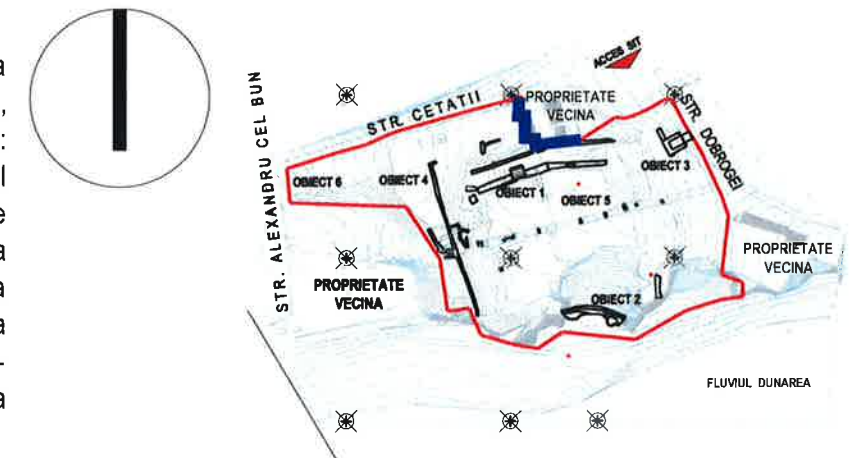 a
,
:
l
e
a
a
a
-
a
ACCES SIT
STR. CETATII
PROPRIETATE
VECINA
STR. DOBROGEI
STR. ALEXANDRU CEL BUN
OBIECT 6
OBIECT 4
OBIECT 1
OBIECT 5
OBIECT 3
PROPRIETATE
VECINA
PROPRIETATE
VECINA
OBIECT 2
FLUVIUL DUNAREA